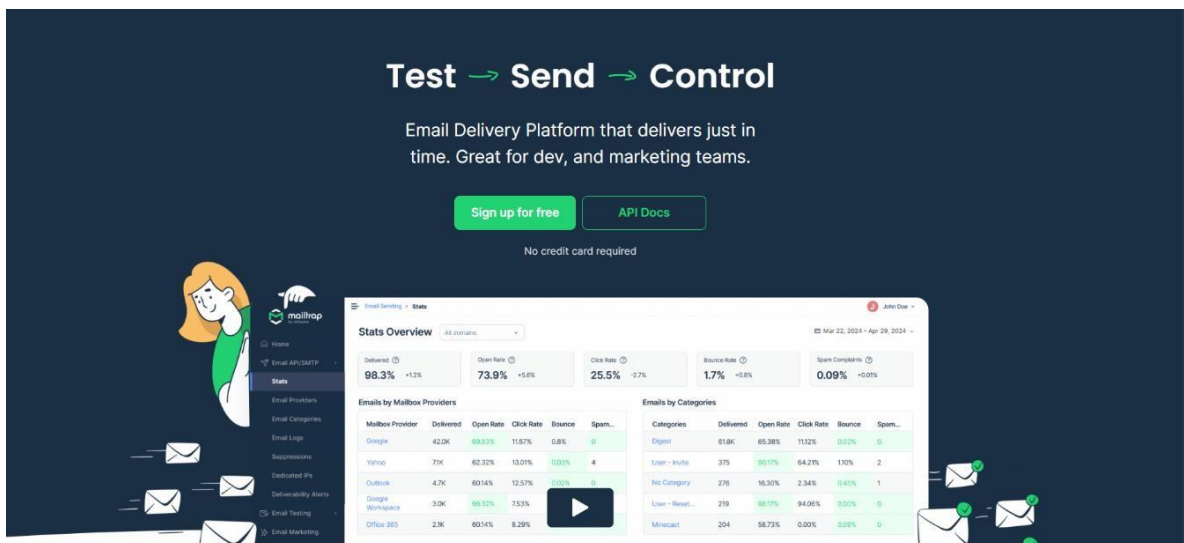 Test → Send → Control
Email Delivery Platform that delivers just in
time. Great for dev, and marketing teams.
Sign up for free
API Docs
No credit card required
mailtrap
Home
Email API/SMTP
Stats
Email Providers
Email Categories
Email Logs
Suppressions
Dedicated IPs
Deliverability Alerts
Email Testing
Email Marketing
Email Sending › Stats
J John Doe
Stats Overview
All domains
Mar 22, 2024 - Apr 29, 2024
Delivered
98.3% +1.2%
Open Rate
73.9% +5.6%
Click Rate
25.5% -2.7%
Bounce Rate
1.7% +0.8%
Spam Complaints
0.09% +0.01%
Emails by Mailbox Providers
Mailbox Provider Delivered Open Rate Click Rate Bounce Spam...
Google 42.0K 69.83% 11.57% 0.8% 0
Yahoo 7.1K 62.32% 13.01% 0.03% 4
Outlook 4.7K 60.14% 12.57% 0.02% 0
Google
Workspace 3.0K 66.52% 7.53%
Office 365 2.1K 60.14% 8.29%
Emails by Categories
Categories Delivered Open Rate Click Rate Bounce Spam...
Digest 61.8K 65.38% 11.12% 0.02% 0
User - Invite 375 64.21% 1.10% 2
No Category 276 16.30% 2.34% 0.45% 1
User - Reset... 219 98.17% 94.06% 0.00% 0
Minecast 204 58.73% 0.00% 0.09% 0